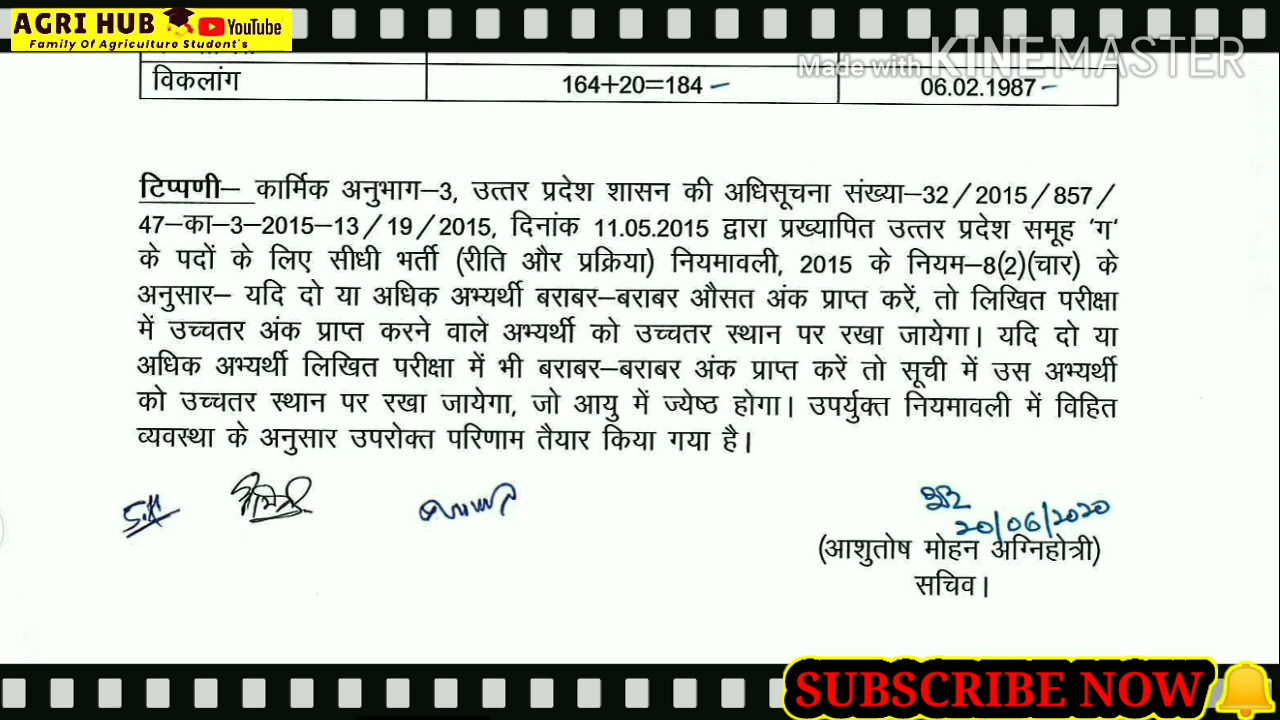 AGRI HUB YouTube
Family Of Agriculture Student's
Made with KINEMASTER
विकलांग 164+20=184 06.02.1987
टिप्पणी– कार्मिक अनुभाग–3, उत्तर प्रदेश शासन की अधिसूचना संख्या–32/2015/857/
47–का–3–2015–13/19/2015, दिनांक 11.05.2015 द्वारा प्रख्यापित उत्तर प्रदेश समूह 'ग'
के पदों के लिए सीधी भर्ती (रीति और प्रक्रिया) नियमावली, 2015 के नियम–8(2)(चार) के
अनुसार– यदि दो या अधिक अभ्यर्थी बराबर–बराबर औसत अंक प्राप्त करें, तो लिखित परीक्षा
में उच्चतर अंक प्राप्त करने वाले अभ्यर्थी को उच्चतर स्थान पर रखा जायेगा। यदि दो या
अधिक अभ्यर्थी लिखित परीक्षा में भी बराबर–बराबर अंक प्राप्त करें तो सूची में उस अभ्यर्थी
को उच्चतर स्थान पर रखा जायेगा, जो आयु में ज्येष्ठ होगा। उपर्युक्त नियमावली में विहित
व्यवस्था के अनुसार उपरोक्त परिणाम तैयार किया गया है।
20/06/2020
(आशुतोष मोहन अग्निहोत्री)
सचिव।
SUBSCRIBE NOW